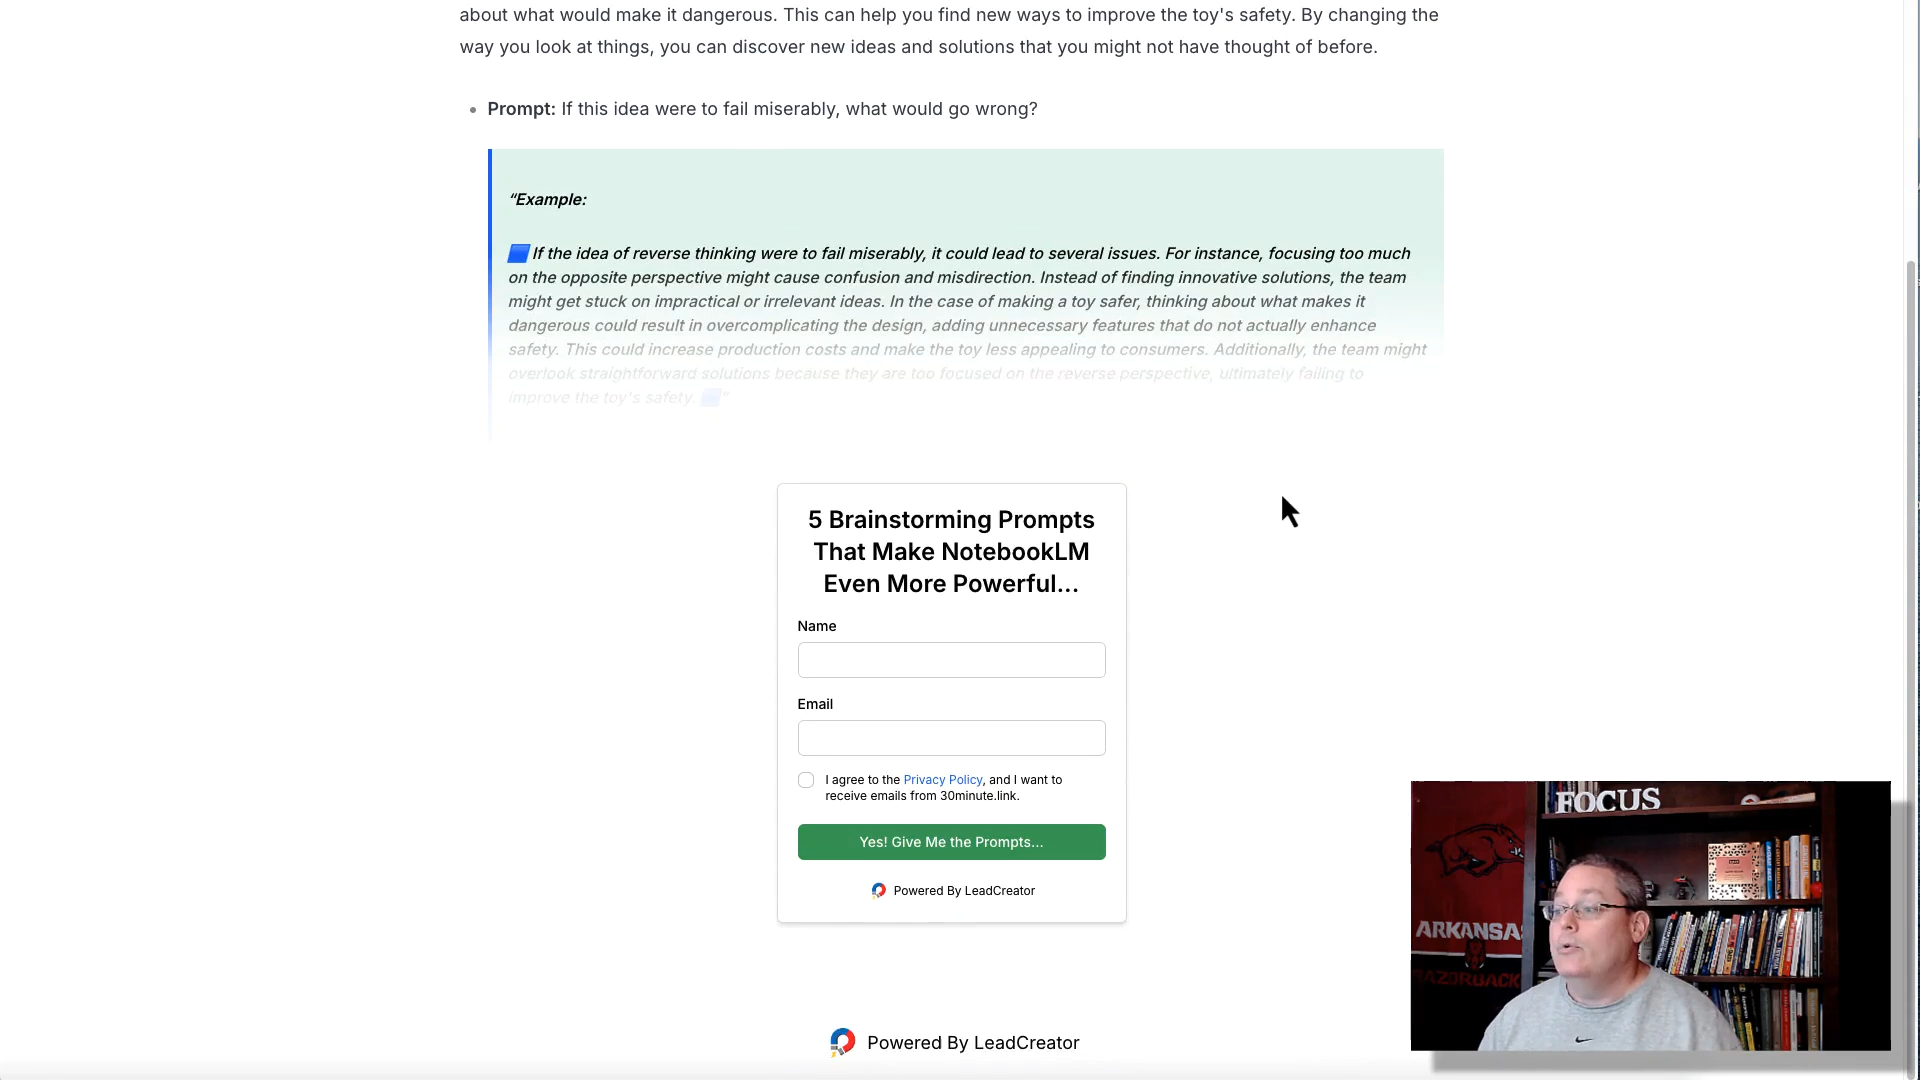 about what would make it dangerous. This can help you find new ways to improve the toy's safety. By changing the
way you look at things, you can discover new ideas and solutions that you might not have thought of before.
Prompt: If this idea were to fail miserably, what would go wrong?
“Example:
If the idea of reverse thinking were to fail miserably, it could lead to several issues. For instance, focusing too much
on the opposite perspective might cause confusion and misdirection. Instead of finding innovative solutions, the team
might get stuck on impractical or irrelevant ideas. In the case of making a toy safer, thinking about what makes it
dangerous could result in overcomplicating the design, adding unnecessary features that do not actually enhance
safety. This could increase production costs and make the toy less appealing to consumers. Additionally, the team might
overlook straightforward solutions because they are too focused on the reverse perspective, ultimately failing to
improve the toy's safety. ”
5 Brainstorming Prompts
That Make NotebookLM
Even More Powerful...
Name
Email
I agree to the Privacy Policy, and I want to
receive emails from 30minute.link.
Yes! Give Me the Prompts...
Powered By LeadCreator
Powered By LeadCreator
FOCUS
ARKANSA
RAZORBACK